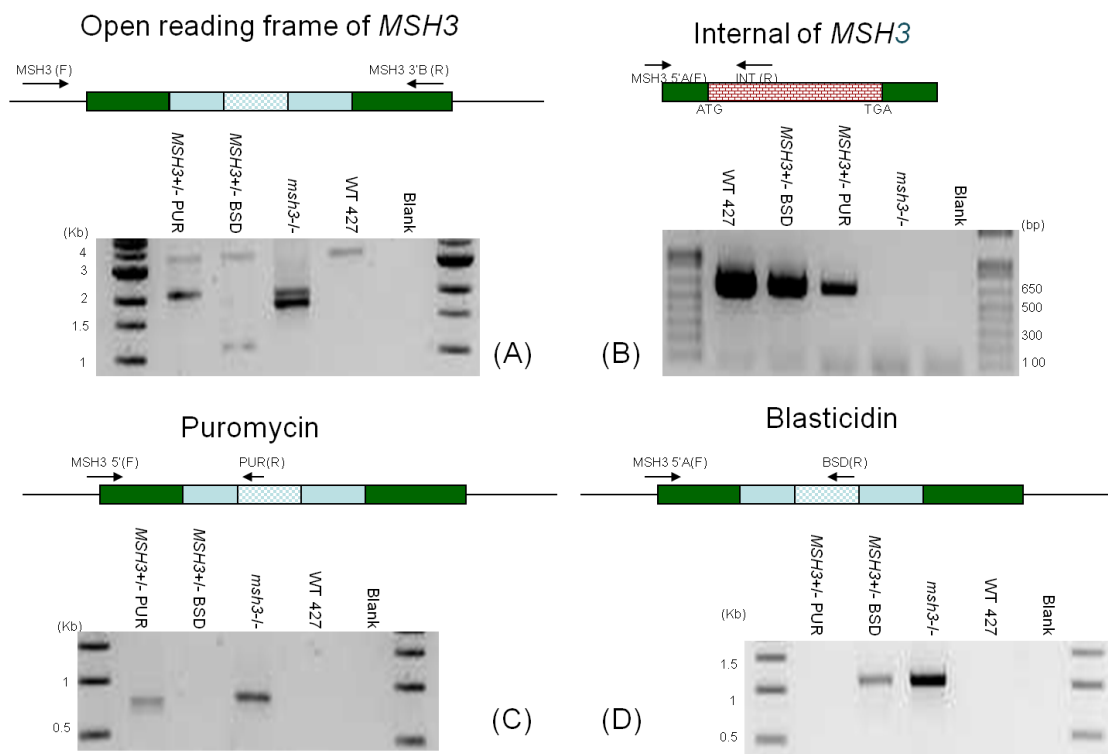 Open reading frame of MSH3
MSH3 (F)
MSH3 3'B (R)
MSH3+/- PUR
MSH3+/- BSD
msh3-/-
WT 427
Blank
(Kb)
4
3
2
1.5
1
(A)
Internal of MSH3
MSH3 5'A(F)
INT (R)
ATG
TGA
WT 427
MSH3+/- BSD
MSH3+/- PUR
msh3-/-
Blank
(bp)
650
500
300
1 00
(B)
Puromycin
MSH3 5'(F)
PUR(R)
MSH3+/- PUR
MSH3+/- BSD
msh3-/-
WT 427
Blank
(Kb)
1
0.5
(C)
Blasticidin
MSH3 5'A(F)
BSD(R)
MSH3+/- PUR
MSH3+/- BSD
msh3-/-
WT 427
Blank
(Kb)
1.5
1
0.5
(D)